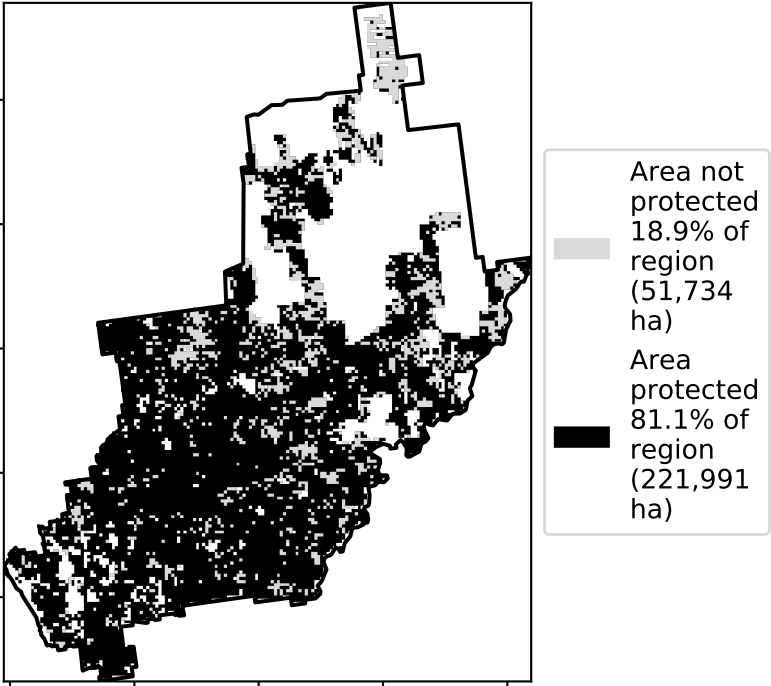 Area not
protected
18.9% of
region
(51,734
ha)
Area
protected
81.1% of
region
(221,991
ha)